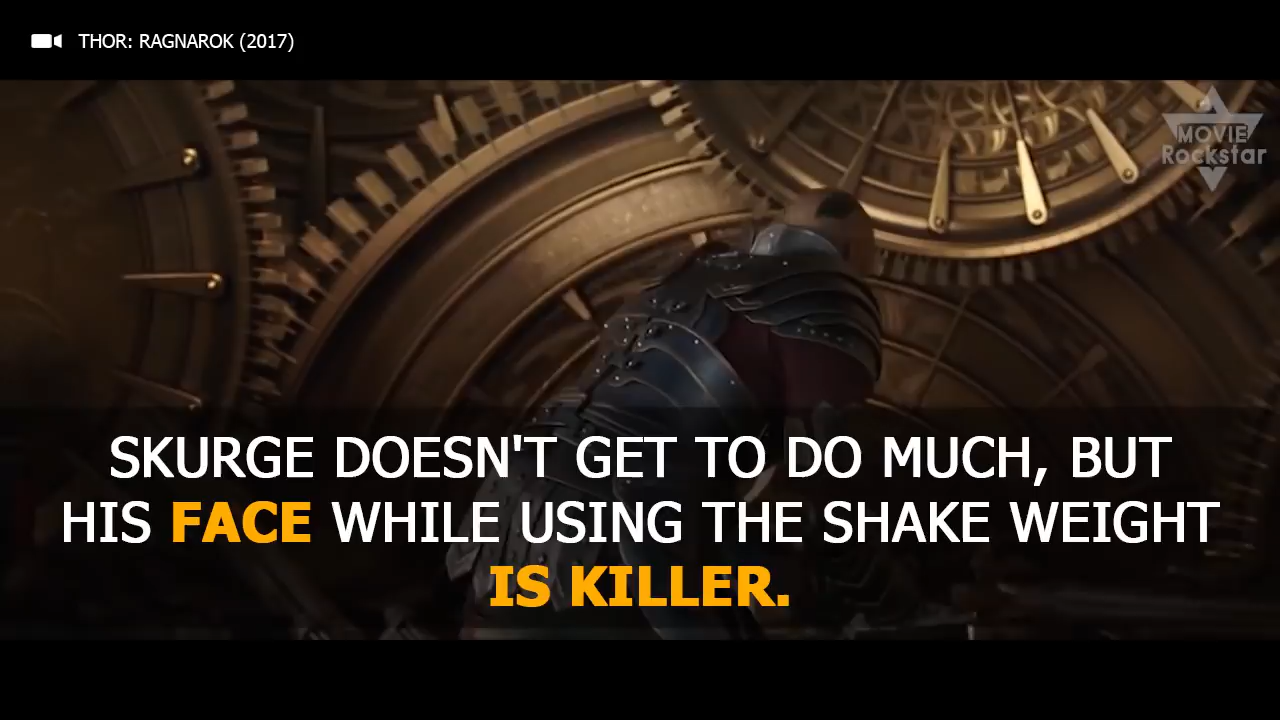 THOR: RAGNAROK (2017)
MOVIE
Rockstar
SKURGE DOESN'T GET TO DO MUCH, BUT
HIS FACE WHILE USING THE SHAKE WEIGHT
IS KILLER.